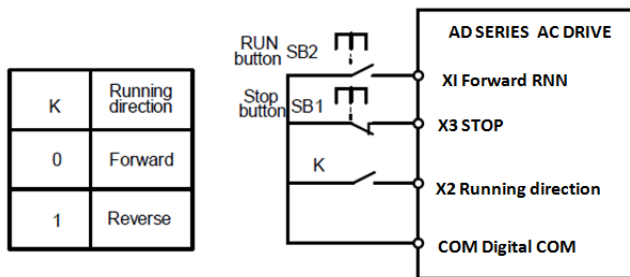 K
Running
direction
0
Forward
1
Reverse
RUN
button SB2
Stop
button SB1
K
AD SERIES AC DRIVE
XI Forward RNN
X3 STOP
X2 Running direction
COM Digital COM